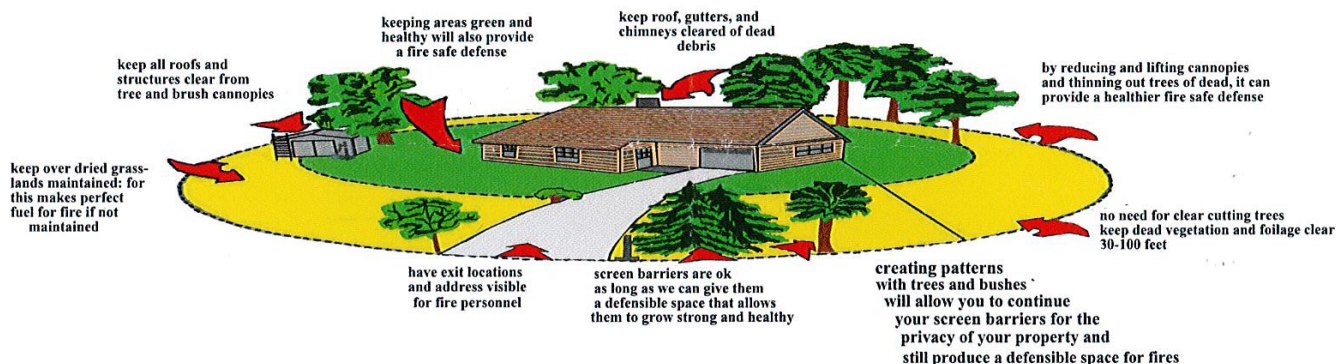 keeping areas green and
healthy will also provide
a fire safe defense
keep roof, gutters, and
chimneys cleared of dead
debris
keep all roofs and
structures clear from
tree and brush cannopies
by reducing and lifting cannopies
and thinning out trees of dead, it can
provide a healthier fire safe defense
keep over dried grass-
lands maintained: for
this makes perfect
fuel for fire if not
maintained
no need for clear cutting trees
keep dead vegetation and foilage clear
30-100 feet
have exit locations
and address visible
for fire personnel
screen barriers are ok
as long as we can give them
a defensible space that allows
them to grow strong and healthy
creating patterns
with trees and bushes
will allow you to continue
your screen barriers for the
privacy of your property and
still produce a defensible space for fires